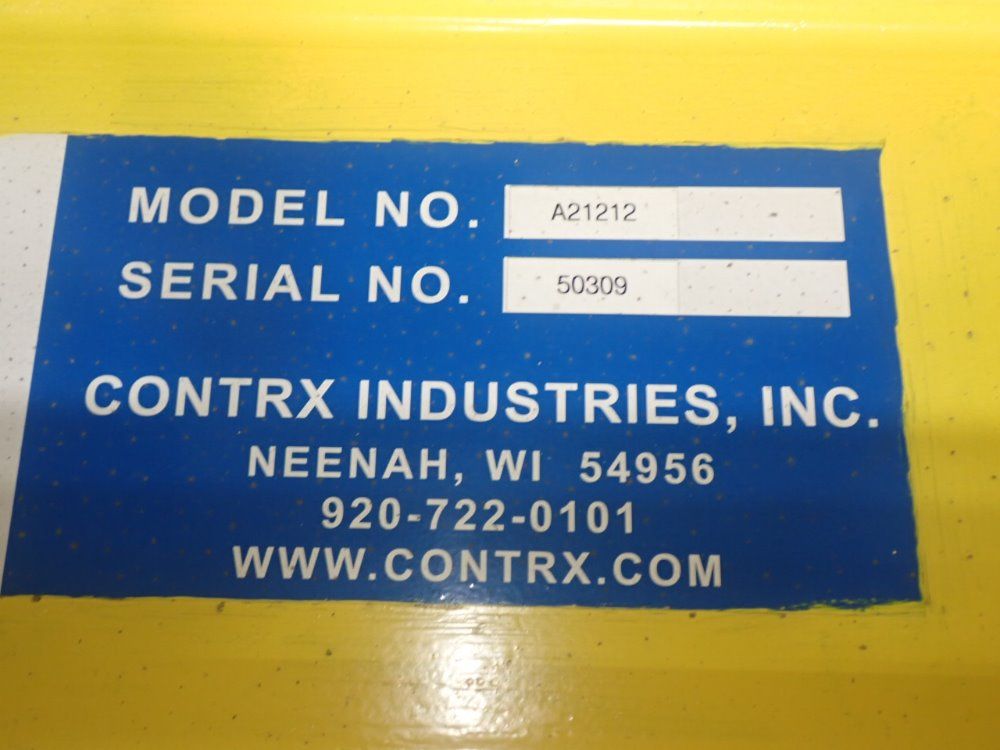 MODEL NO. A21212
SERIAL NO. 50309
CONTRX INDUSTRIES, INC.
NEENAH, WI 54956
920-722-0101
WWW.CONTRX.COM